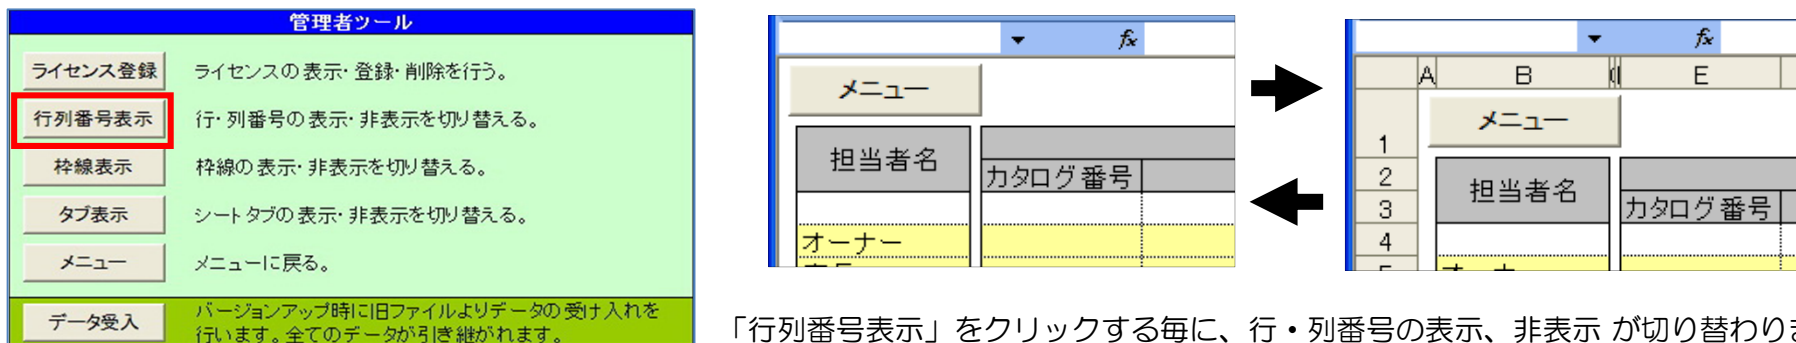 管理者ツール
ライセンス登録 ライセンスの表示・登録・削除を行う。
行列番号表示 行・列番号の表示・非表示を切り替える。
枠線表示 枠線の表示・非表示を切り替える。
タブ表示 シートタブの表示・非表示を切り替える。
メニュー メニューに戻る。
データ受入 バージョンアップ時に旧ファイルよりデータの受け入れを
行います。全てのデータが引き継がれます。
fx
メニュー
担当者名
カタログ番号
オーナー
fx
A B E
メニュー
1
2
担当者名
3 カタログ番号
4
「行列番号表示」をクリックする毎に、行・列番号の表示、非表示 が切り替わりま